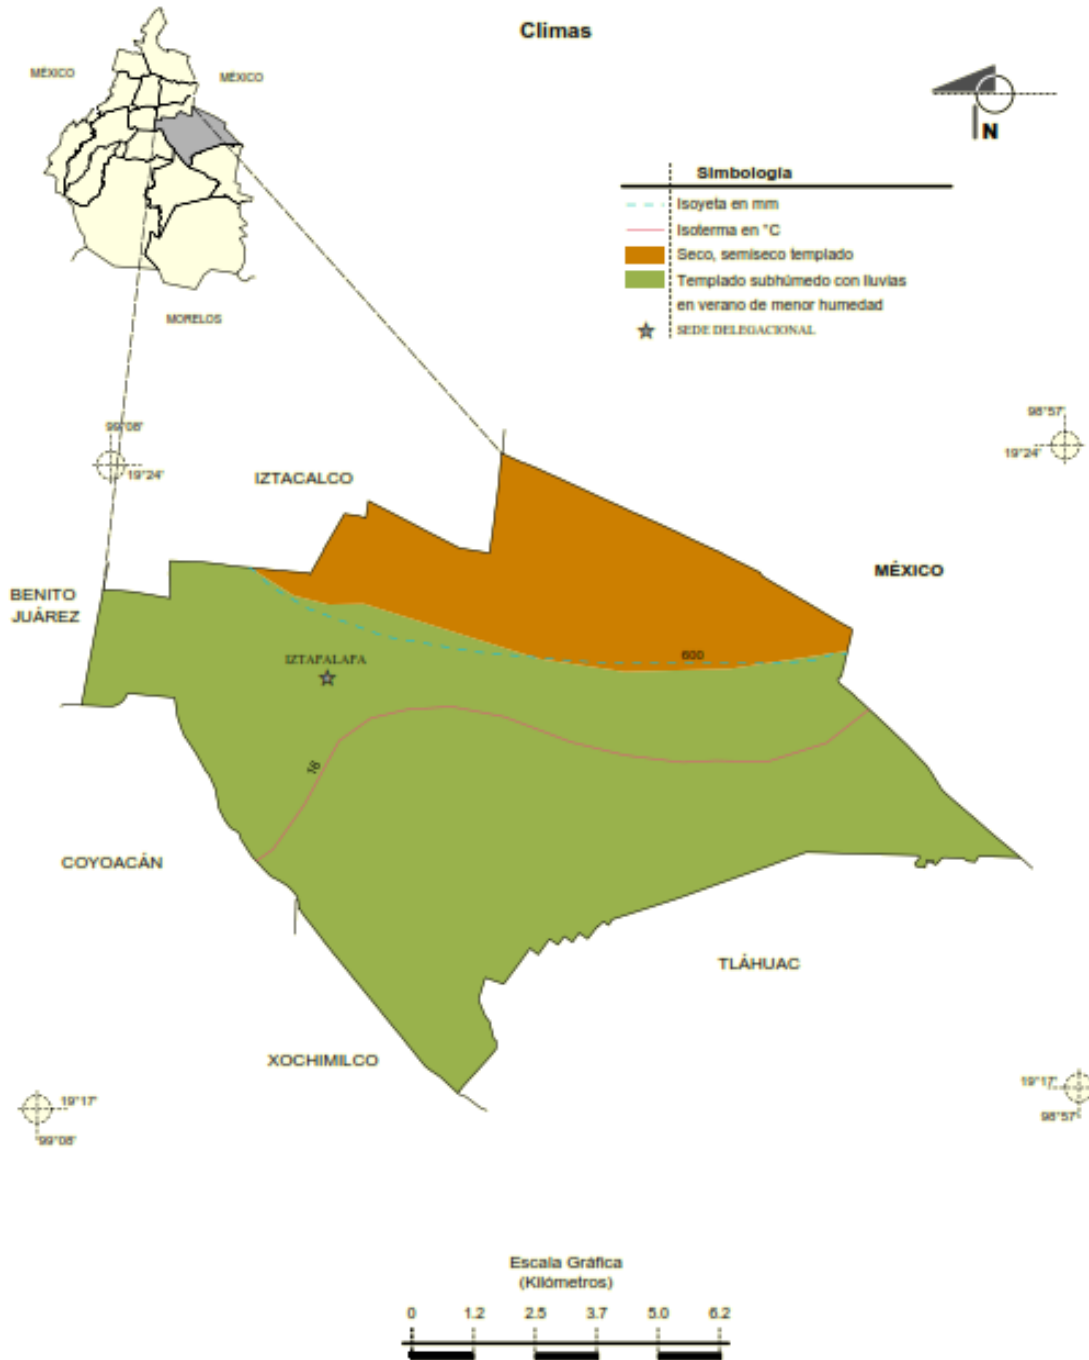 Climas
MÉXICO
MÉXICO
MORELOS
N
Simbología
Isoyeta en mm
Isoterma en °C
Seco, semiseco templado
Templado subhúmedo con lluvias
en verano de menor humedad
SEDE DELEGACIONAL
99°08'
19°24'
98°57'
19°24'
IZTACALCO
BENITO
JUÁREZ
MÉXICO
IZTAPALAPA
600
16
COYOACÁN
TLÁHUAC
XOCHIMILCO
19°17'
99°08'
19°17'
98°57'
Escala Gráfica
(Kilómetros)
0 1.2 2.5 3.7 5.0 6.2